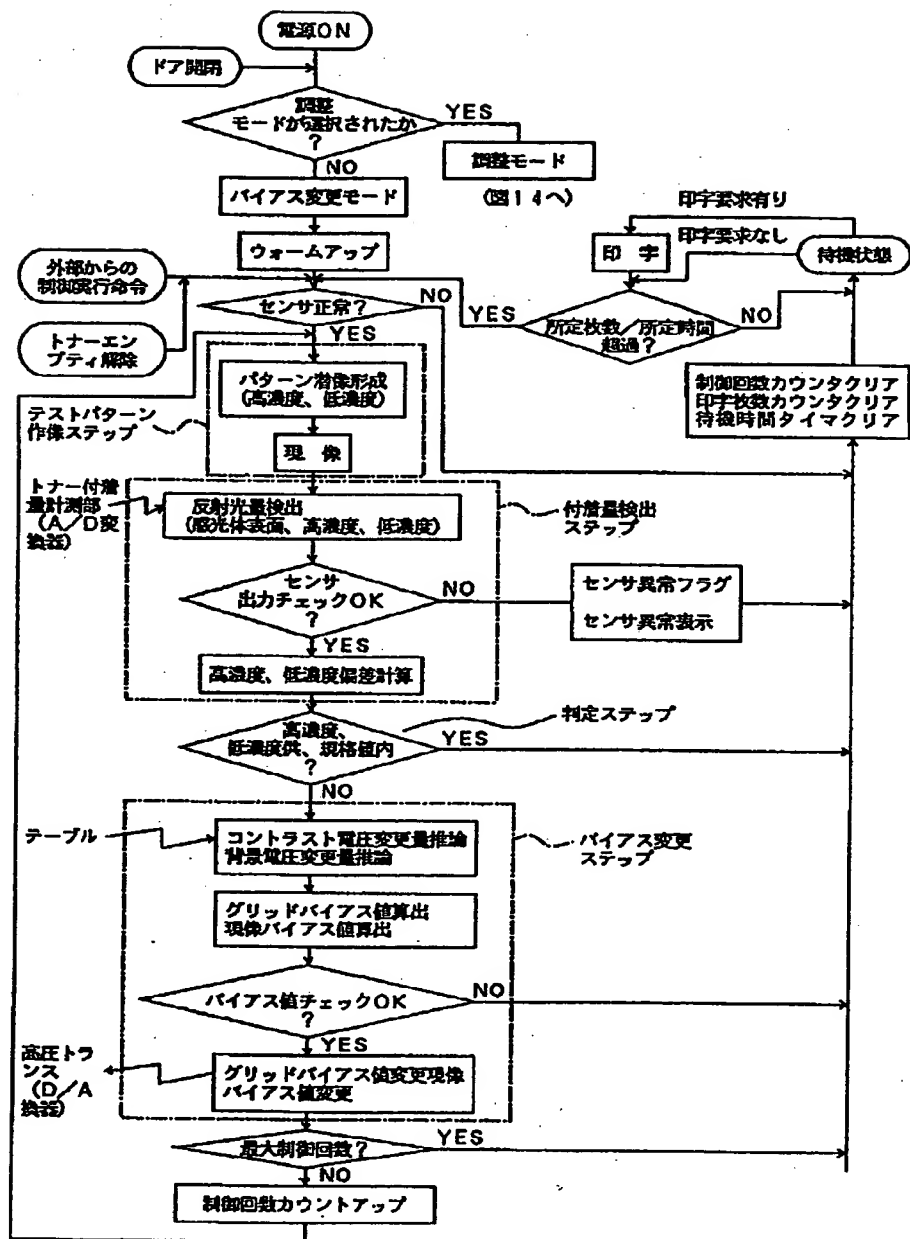 電源ON
ドア開閉
調整
モードが選択されたか
?
YES
NO
調整モード
(図14へ)
バイアス変更モード
ウォームアップ
印字要求有り
印字要求なし
印 字
待機状態
外部からの
制御実行命令
センサ正常?
NO
YES
YES
所定枚数/所定時間
超過?
NO
トナーエン
プティ解除
パターン潜像形成
(高濃度、低濃度)
制御回数カウンタクリア
印字枚数カウンタクリア
待機時間タイマクリア
テストパターン
作像ステップ
現 像
トナー付着
量計測部
(A/D変
換器)
反射光量検出
(感光体表面、高濃度、低濃度)
付着量検出
ステップ
センサ
出力チェックOK
?
NO
YES
センサ異常フラグ
センサ異常表示
高濃度、低濃度偏差計算
判定ステップ
高濃度、
低濃度供、規格値内
?
YES
NO
テーブル
コントラスト電圧変更量推論
背景電圧変更量推論
バイアス変更
ステップ
グリッドバイアス値算出
現像バイアス値算出
バイアス値チェックOK
?
NO
YES
高圧トラ
ンス
(D/A
換器)
グリッドバイアス値変更現像
バイアス値変更
最大制御回数?
YES
NO
制御回数カウントアップ